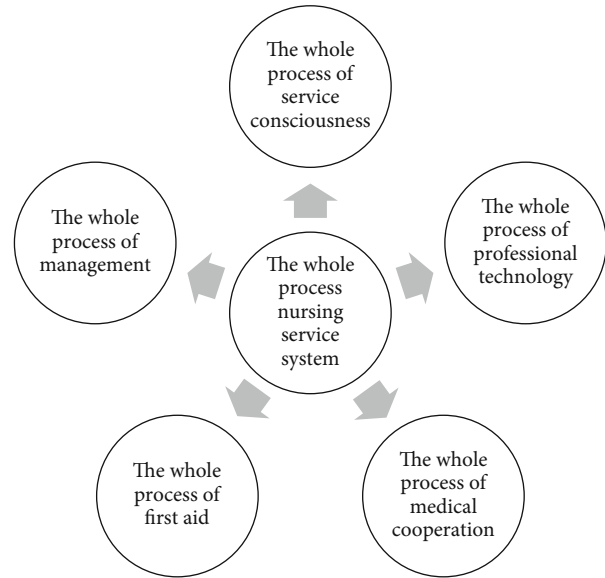 The whole
process of
service
consciousness
The whole
process of
management
The whole
process of
professional
technology
The whole
process
nursing
service
system
The whole
process of
first aid
The whole
process of
medical
cooperation